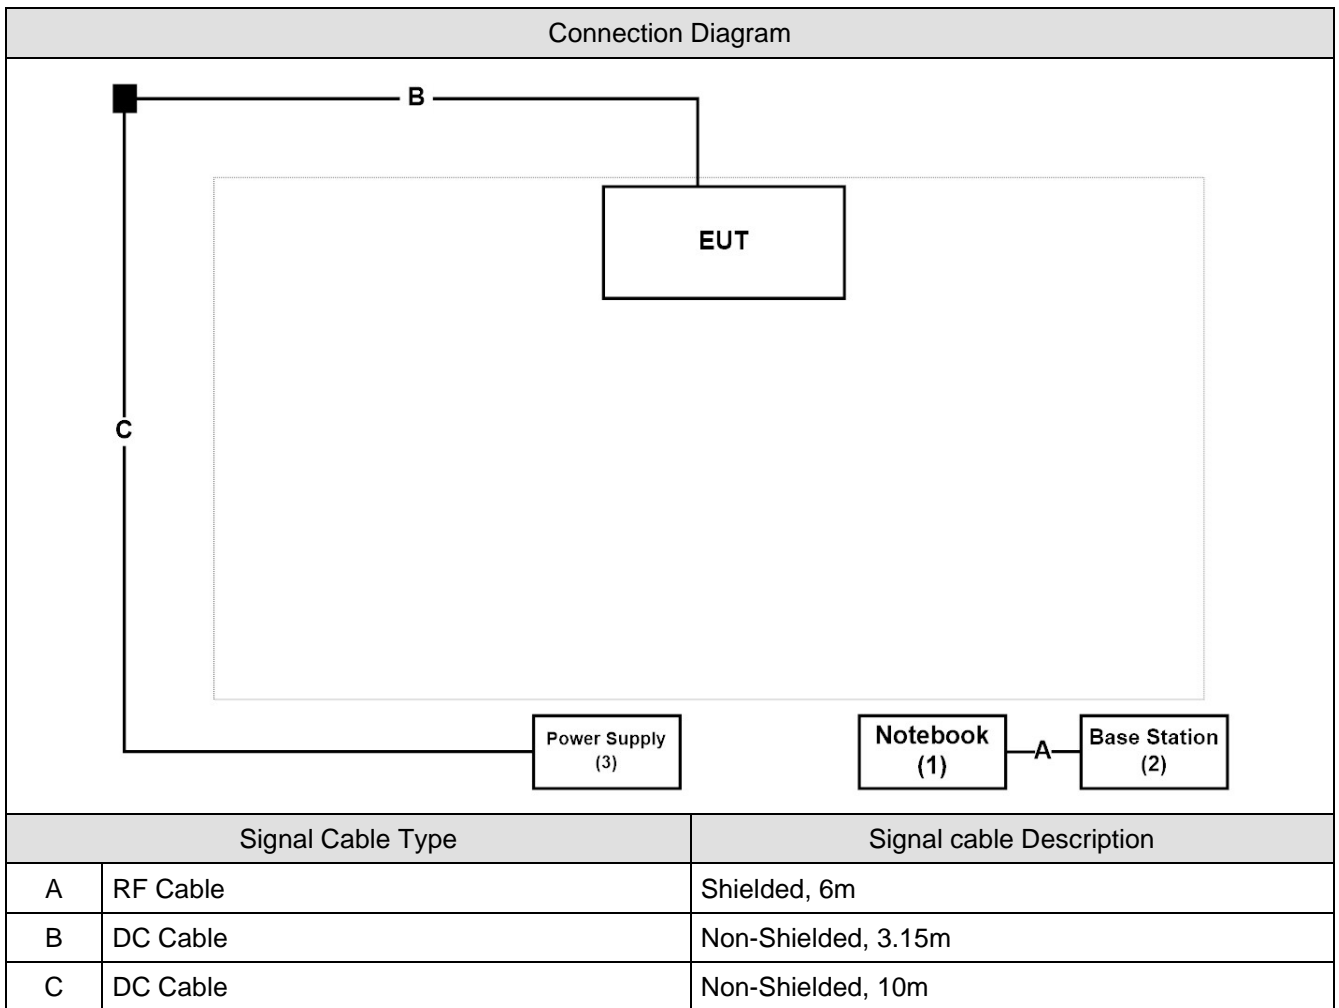 Connection Diagram
B
EUT
C
Power Supply
(3)
Notebook
(1)
A
Base Station
(2)
Signal Cable Type Signal cable Description
A RF Cable Shielded, 6m
B DC Cable Non-Shielded, 3.15m
C DC Cable Non-Shielded, 10m